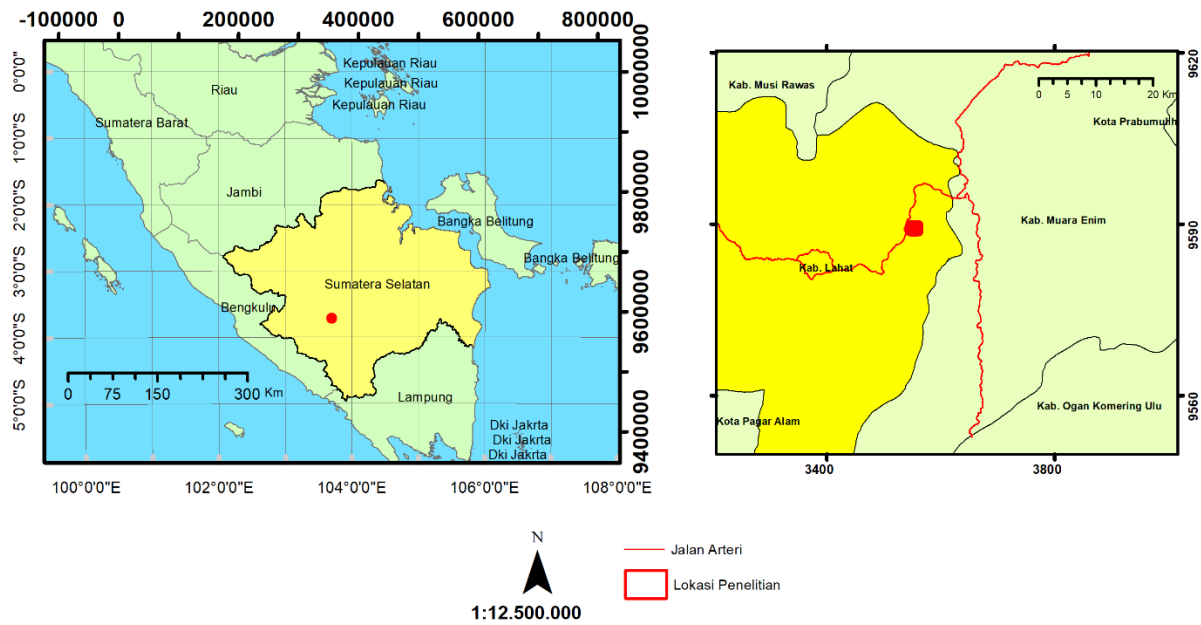 -100000 0 200000 400000 600000 800000
0°0'0"
1°0'0"S
2°0'0"S
3°0'0"S
4°0'0"S
5°0'0"S
Kepulauan Riau
Kepulauan Riau
Kepulauan Riau
Riau
Sumatera Barat
Jambi
Bangka Belitung
Bangka Belitung
Sumatera Selatan
Bengkulu
Lampung
Dki Jakrta
Dki Jakrta
Dki Jakrta
0 75 150 300 Km
10000000
9800000
9600000
9400000
100°0'0"E 102°0'0"E 104°0'0"E 106°0'0"E 108°0'0"E
Kab. Musi Rawas
0 5 10 20 Km
Kota Prabumulih
Kab. Muara Enim
Kab. Lahat
Kab. Ogan Komering Ulu
Kota Pagar Alam
9620
9590
9560
3400 3800
N
1:12.500.000
Jalan Arteri
Lokasi Penelitian